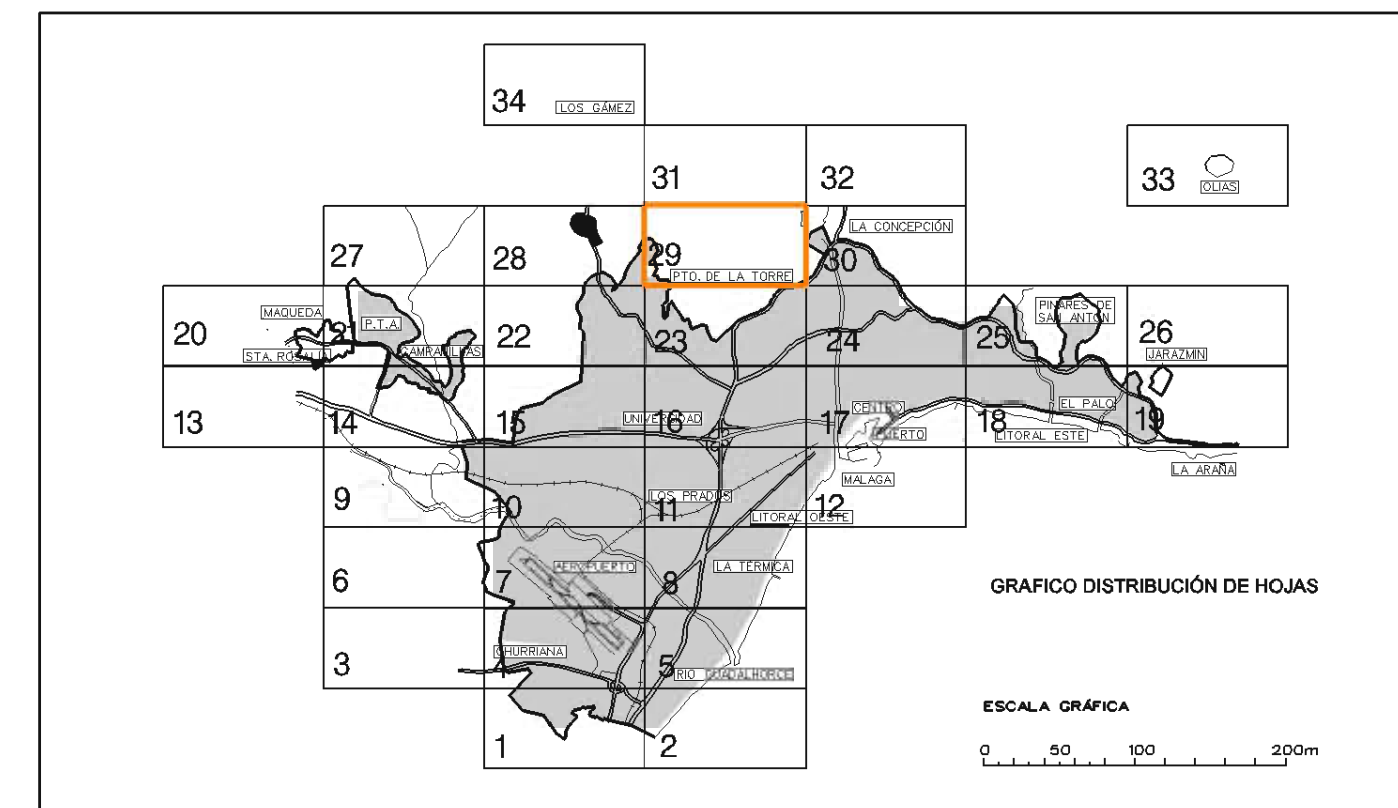 34 LOS GÁMEZ
31 32 33
OLIAS
LA CONCEPCIÓN
27 28 29 30
PTO. DE LA TORRE
MAQUEDA
PINARES DE
SAN ANTÓN
P.T.A.
20 21 22 23 24 25 26
STA. ROSALIA
CAMPANILLAS
JARAZMIN
13 14 15 16 17 18 19
UNIVERSIDAD
CENTRO
EL PALO
PUERTO
LITORAL ESTE
LA ARAÑA
MALAGA
9 10 11 12
LOS PRADOS
LITORAL OESTE
6 7 8
AEROPUERTO
LA TÉRMICA
GRAFICO DISTRIBUCIÓN DE HOJAS
3 5
CHURRIANA
RIO GUADALHORCE
ESCALA GRÁFICA
1 2
0 50 100 200m